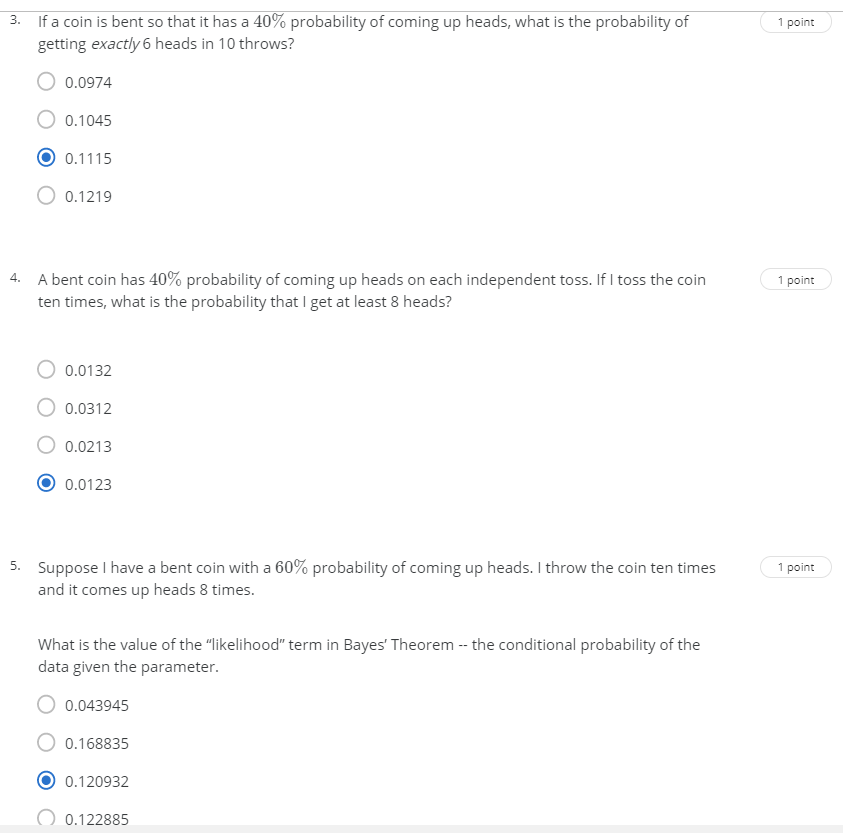 3. If a coin is bent so that it has a 40% probability of coming up heads, what is the probability of
1 point
getting exactly 6 heads in 10 throws?
0.0974
0.1045
0.1115
0.1219
4. A bent coin has 40% probability of coming up heads on each independent toss. If I toss the coin
1 point
ten times, what is the probability that I get at least 8 heads?
0.0132
0.0312
0.0213
0.0123
5. Suppose I have a bent coin with a 60% probability of coming up heads. I throw the coin ten times
1 point
and it comes up heads 8 times.
What is the value of the “likelihood” term in Bayes’ Theorem -- the conditional probability of the
data given the parameter.
0.043945
0.168835
0.120932
0.122885